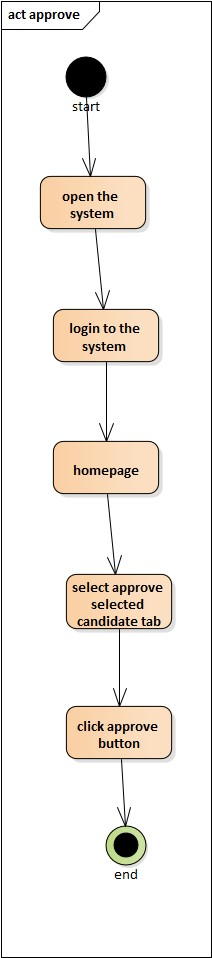 act approve
start
open the
system
login to the
system
homepage
select approve
selected
candidate tab
click approve
button
end